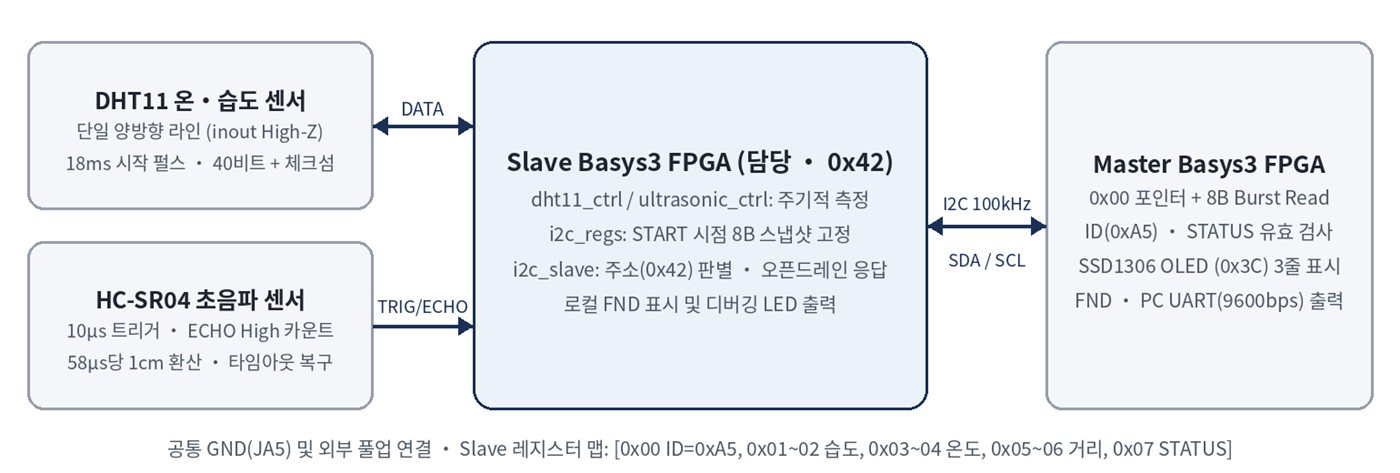 DHT11 온·습도 센서
단일 양방향 라인 (inout High-Z)
18ms 시작 펄스 · 40비트 + 체크섬
DATA
HC-SR04 초음파 센서
10μs 트리거 · ECHO High 카운트
58μs당 1cm 환산 · 타임아웃 복구
TRIG/ECHO
Slave Basys3 FPGA (담당 · 0x42)
dht11_ctrl / ultrasonic_ctrl: 주기적 측정
i2c_regs: START 시점 8B 스냅샷 고정
i2c_slave: 주소(0x42) 판별 · 오픈드레인 응답
로컬 FND 표시 및 디버깅 LED 출력
I2C 100kHz
SDA / SCL
Master Basys3 FPGA
0x00 포인터 + 8B Burst Read
ID(0xA5) · STATUS 유효 검사
SSD1306 OLED (0x3C) 3줄 표시
FND · PC UART(9600bps) 출력
공통 GND(JA5) 및 외부 풀업 연결 · Slave 레지스터 맵: [0x00 ID=0xA5, 0x01~02 습도, 0x03~04 온도, 0x05~06 거리, 0x07 STATUS]